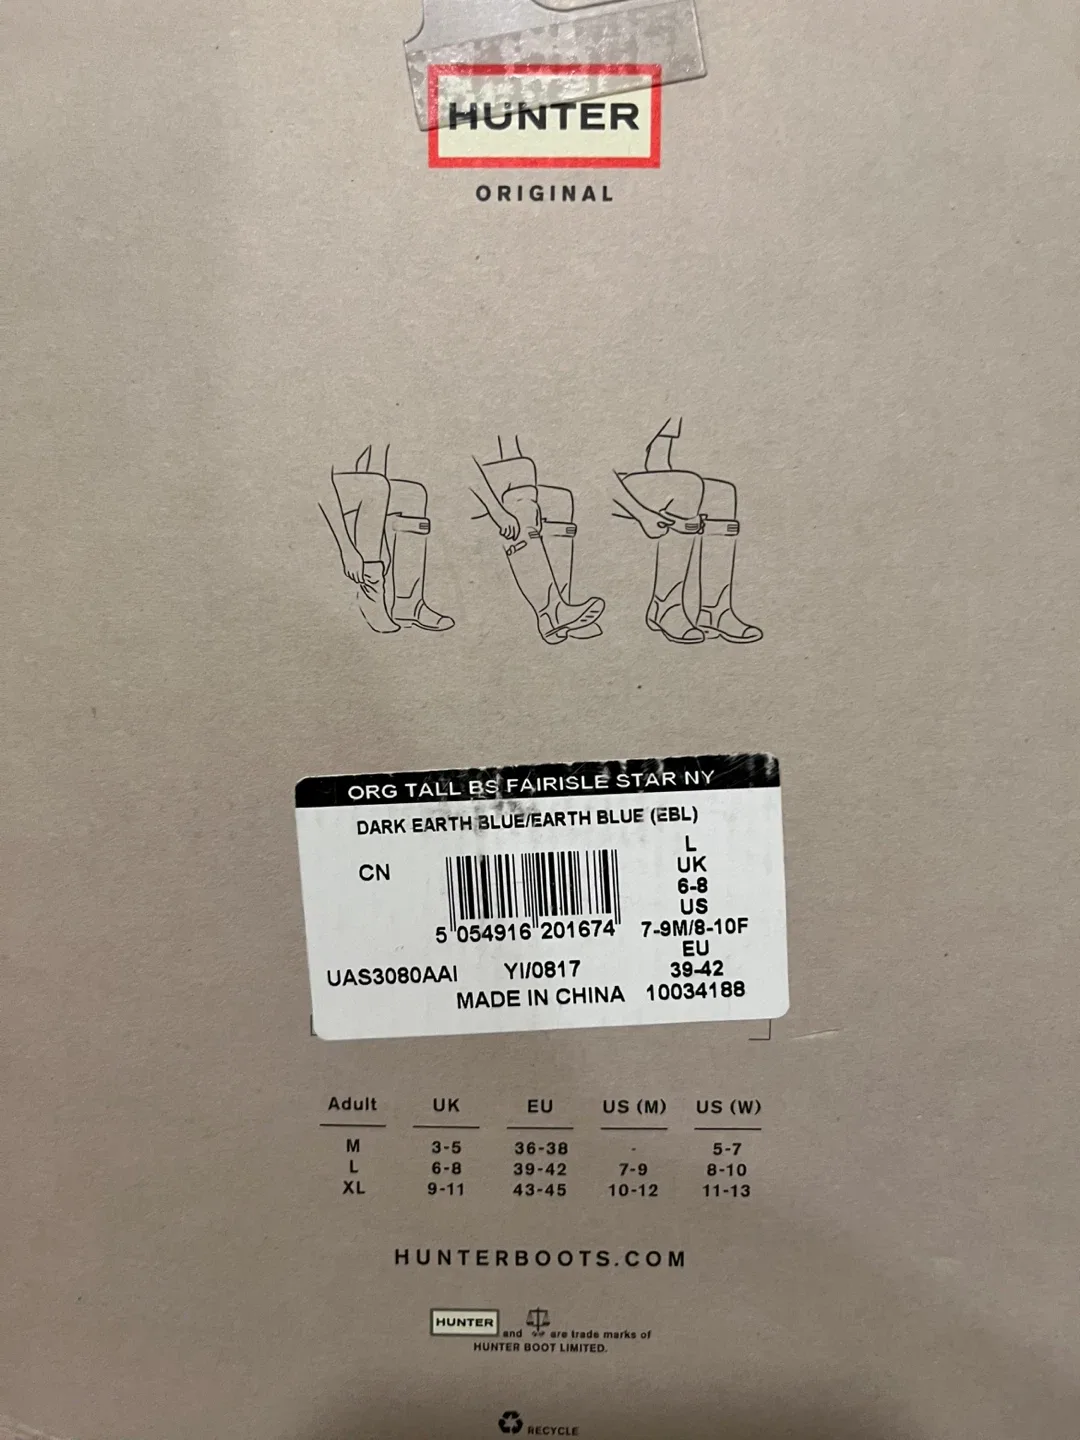 HUNTER
ORIGINAL
ORG TALL BS FAIRISLE STAR NY
DARK EARTH BLUE/EARTH BLUE (EBL)
CN
L
UK
6-8
US
7-9M/8-10F
EU
39-42
5 054916 201674
UAS3080AAI YI/0817
MADE IN CHINA 10034188
Adult UK EU US (M) US (W)
M 3-5 36-38 - 5-7
L 6-8 39-42 7-9 8-10
XL 9-11 43-45 10-12 11-13
HUNTERBOOTS.COM
HUNTER and are trade marks of
HUNTER BOOT LIMITED.
RECYCLE